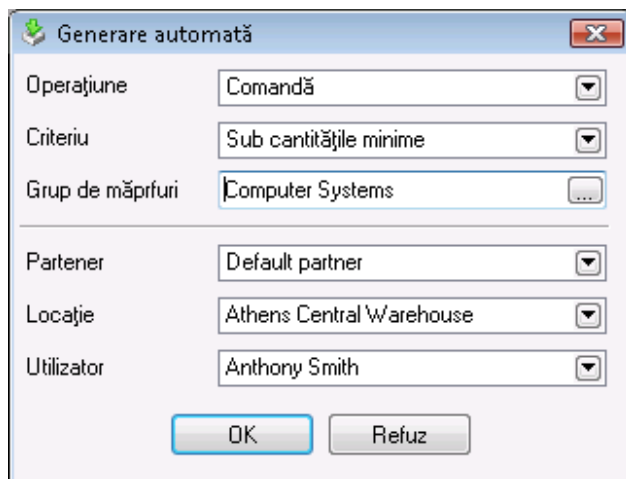 Generare automată
Operaţiune Comandă
Criteriu Sub cantităţile minime
Grup de măprfuri Computer Systems ...
Partener Default partner
Locaţie Athens Central Warehouse
Utilizator Anthony Smith
OK Refuz